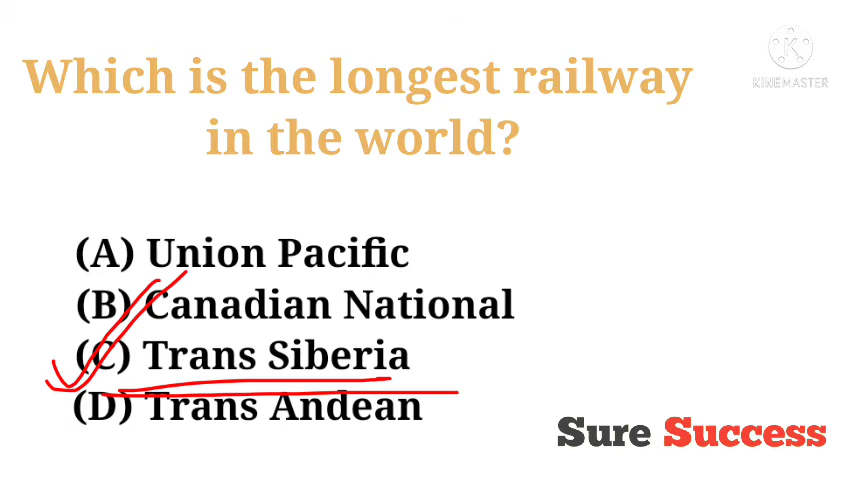 Which is the longest railway
in the world?
KINEMASTER
(A) Union Pacific
(B) Canadian National
(C) Trans Siberia
(D) Trans Andean
Sure Success